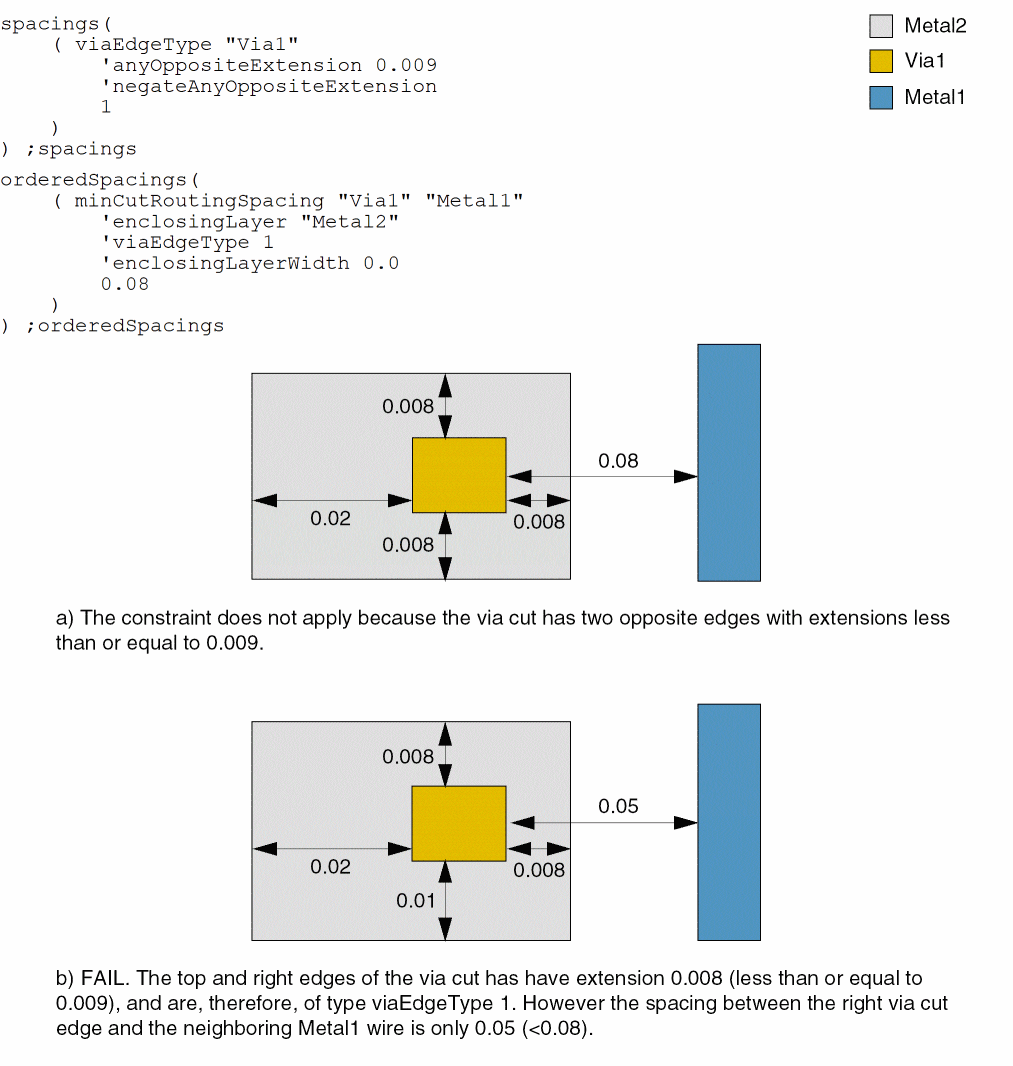 spacings(
( viaEdgeType "Via1"
'anyOppositeExtension 0.009
'negateAnyOppositeExtension
1
)
) ;spacings
orderedSpacings(
( minCutRoutingSpacing "Via1" "Metal1"
'enclosingLayer "Metal2"
'viaEdgeType 1
'enclosingLayerWidth 0.0
0.08
)
) ;orderedSpacings
Metal2
Via1
Metal1
0.008
0.08
0.02
0.008
0.008
a) The constraint does not apply because the via cut has two opposite edges with extensions less
than or equal to 0.009.
0.008
0.05
0.02
0.008
0.01
b) FAIL. The top and right edges of the via cut has have extension 0.008 (less than or equal to
0.009), and are, therefore, of type viaEdgeType 1. However the spacing between the right via cut
edge and the neighboring Metal1 wire is only 0.05 (<0.08).